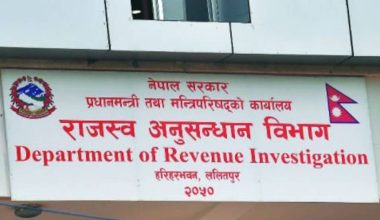 नेपाल सरकार
प्रधानमन्त्री तथा मन्त्रिपरिषद्को कार्यालय
राजस्व अनुसन्धान विभाग
Department of Revenue Investigation
हरिहरभवन, ललितपुर
२०५०